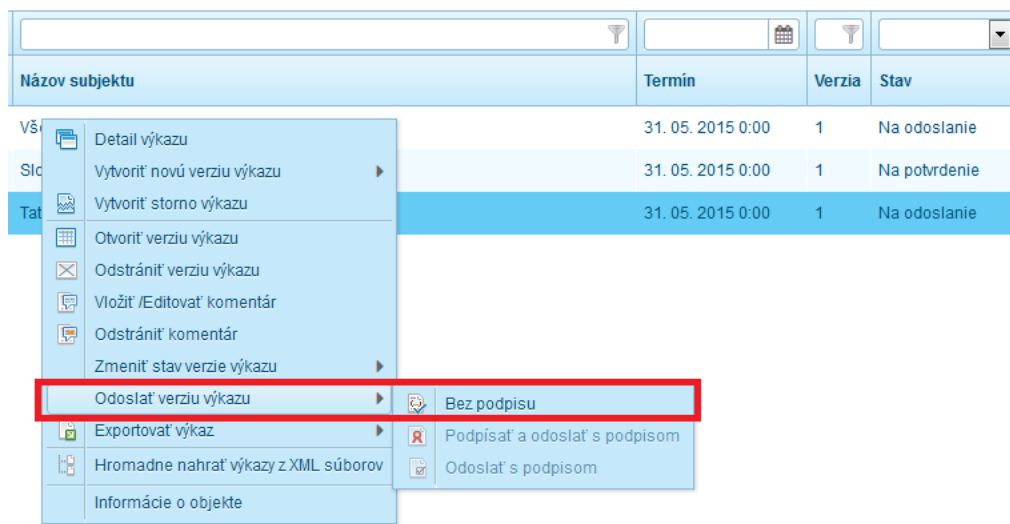 Názov subjektu Termín Verzia Stav
31. 05. 2015 0:00 1 Na odoslanie
31. 05. 2015 0:00 1 Na potvrdenie
31. 05. 2015 0:00 1 Na odoslanie
Detail výkazu
Vytvoriť novú verziu výkazu
Vytvoriť storno výkazu
Otvoriť verziu výkazu
Odstrániť verziu výkazu
Vložiť /Editovať komentár
Odstrániť komentár
Zmeniť stav verzie výkazu
Odoslať verziu výkazu
Exportovať výkaz
Hromadne nahrať výkazy z XML súborov
Informácie o objekte
Bez podpisu
Podpísať a odoslať s podpisom
Odoslať s podpisom